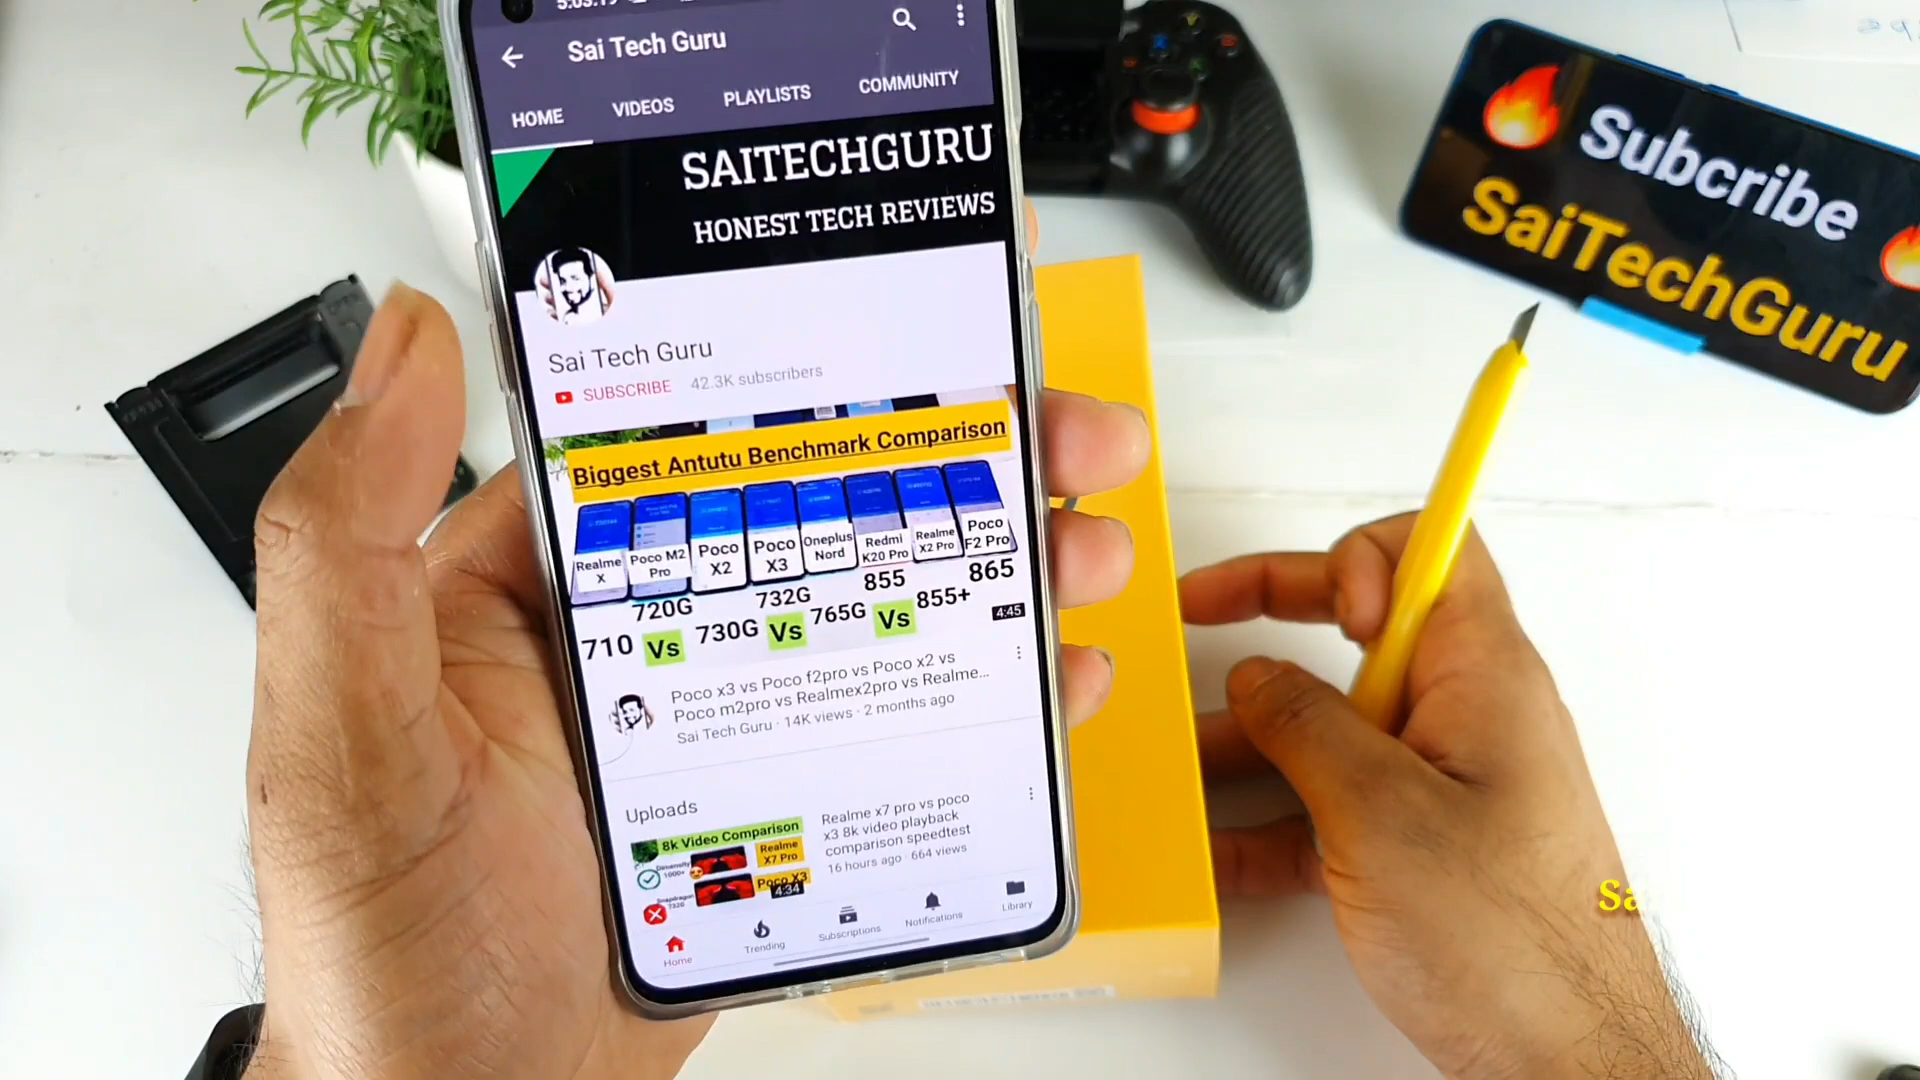 Sai Tech Guru
HOME VIDEOS PLAYLISTS COMMUNITY
SAITECHGURU
HONEST TECH REVIEWS
Sai Tech Guru
SUBSCRIBE 42.3K subscribers
Biggest Antutu Benchmark Comparison
Realme X
Poco M2 Pro
Poco X2
Poco X3
Oneplus Nord
Redmi K20 Pro
Realme X2 Pro
Poco F2 Pro
720G 732G 855 865
710 Vs 730G Vs 765G Vs 855+
4:45
Poco x3 vs Poco f2pro vs Poco x2 vs
Poco m2pro vs Realmex2pro vs Realme...
Sai Tech Guru · 14K views · 2 months ago
Uploads
8k Video Comparison
Realme X7 Pro
Poco X3
4:34
Realme x7 pro vs poco
x3 8k video playback
comparison speedtest
16 hours ago · 664 views
Home Trending Subscriptions Notifications Library
Subcribe
SaiTechGuru